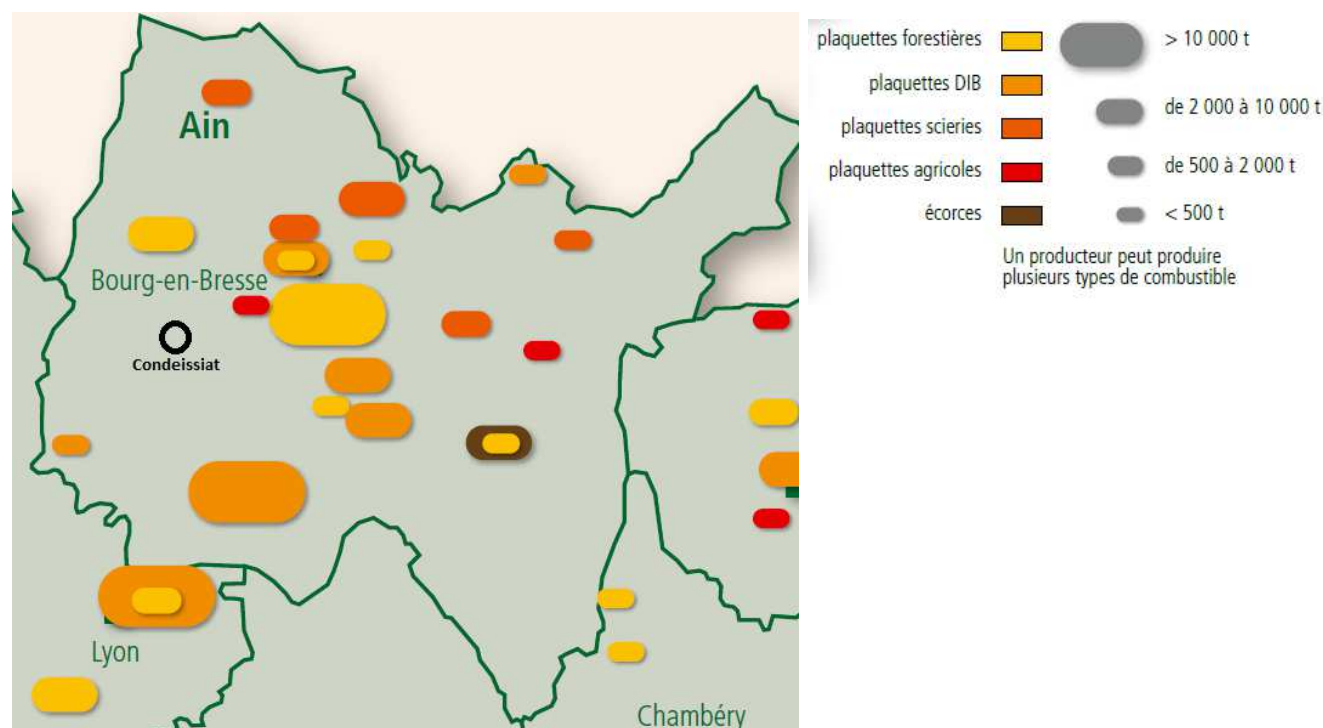 Ain
Bourg-en-Bresse
Condeissiat
Lyon
Chambéry
plaquettes forestières
plaquettes DIB
plaquettes scieries
plaquettes agricoles
écorces
> 10 000 t
de 2 000 à 10 000 t
de 500 à 2 000 t
< 500 t
Un producteur peut produire
plusieurs types de combustible